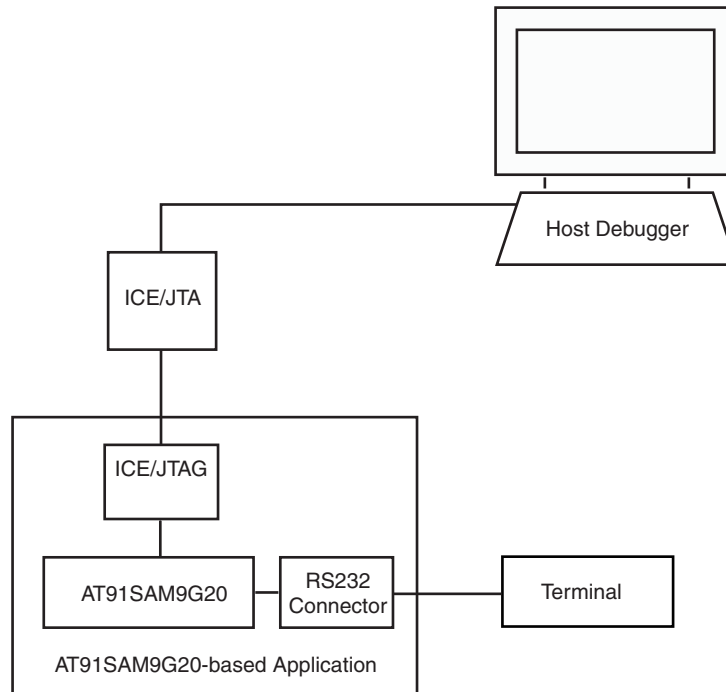 Host Debugger
ICE/JTA
ICE/JTAG
AT91SAM9G20
RS232
Connector
Terminal
AT91SAM9G20-based Application